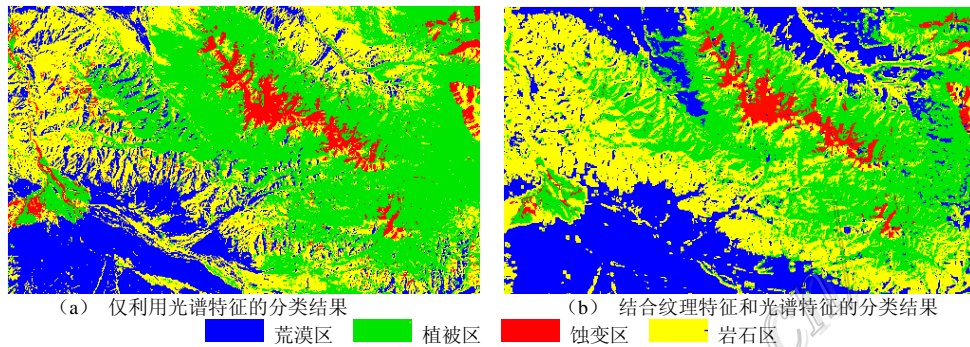 （a） 仅利用光谱特征的分类结果
（b） 结合纹理特征和光谱特征的分类结果
荒漠区
植被区
蚀变区
岩石区